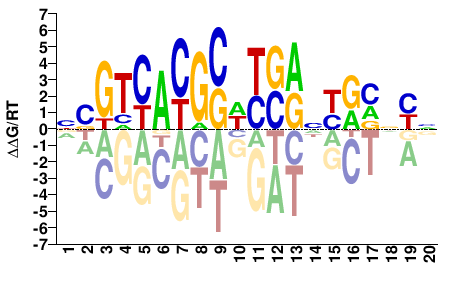 7
6
5
4
3
2
1
0
-1
-2
-3
-4
-5
-6
-7
ΔΔG/RT
C C G T C A C G C A T G A C T G C C
T C T T G T C C G C A A T
A G A G A C A G A T C G C T A
C G G C G T T G A T T
1 2 3 4 5 6 7 8 9 10 11 12 13 14 15 16 17 18 19 20